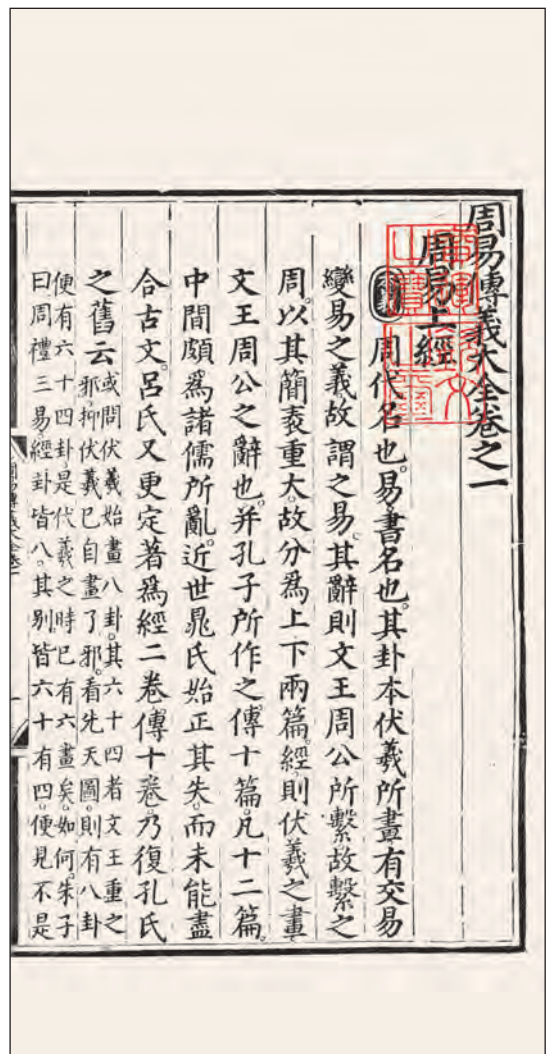 周易傳義大全卷之一
周易上經
周代名也。易書名也。其卦本伏羲所畫有交易
變易之義故謂之易。其辭則文王周公所繫故繫之
周。以其簡袠重大。故分爲上下兩篇。經則伏羲之畫
文王周公之辭也。并孔子所作之傳十篇。凡十二篇。
中間頗爲諸儒所亂。近世晁氏始正其失。而未能盡
合古文。呂氏又更定著爲經二卷傳十卷。乃復孔氏
之舊云
或問伏羲始畫八卦。其六十四者文王重之
邪。抑伏羲已自畫了邪。看先天圖。則有八卦
便有六十四卦。是伏羲之時已有六畫矣。如何。朱子
曰周禮三易經卦皆八。其別皆六十有四。便見不是